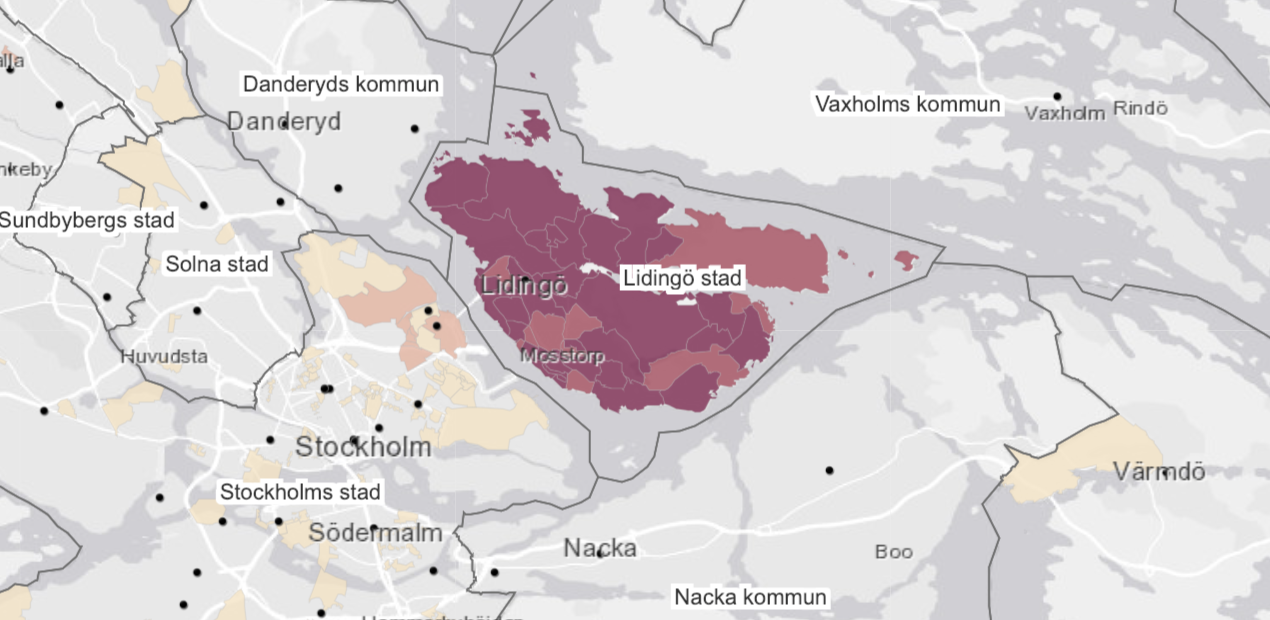 Danderyds kommun
Vaxholms kommun
Vaxholm
Rindö
Danderyd
Sundbybergs stad
Solna stad
Lidingö stad
Lidingö
Huvudsta
Mosstorp
Stockholm
Värmdö
Stockholms stad
Södermalm
Nacka
Boo
Nacka kommun